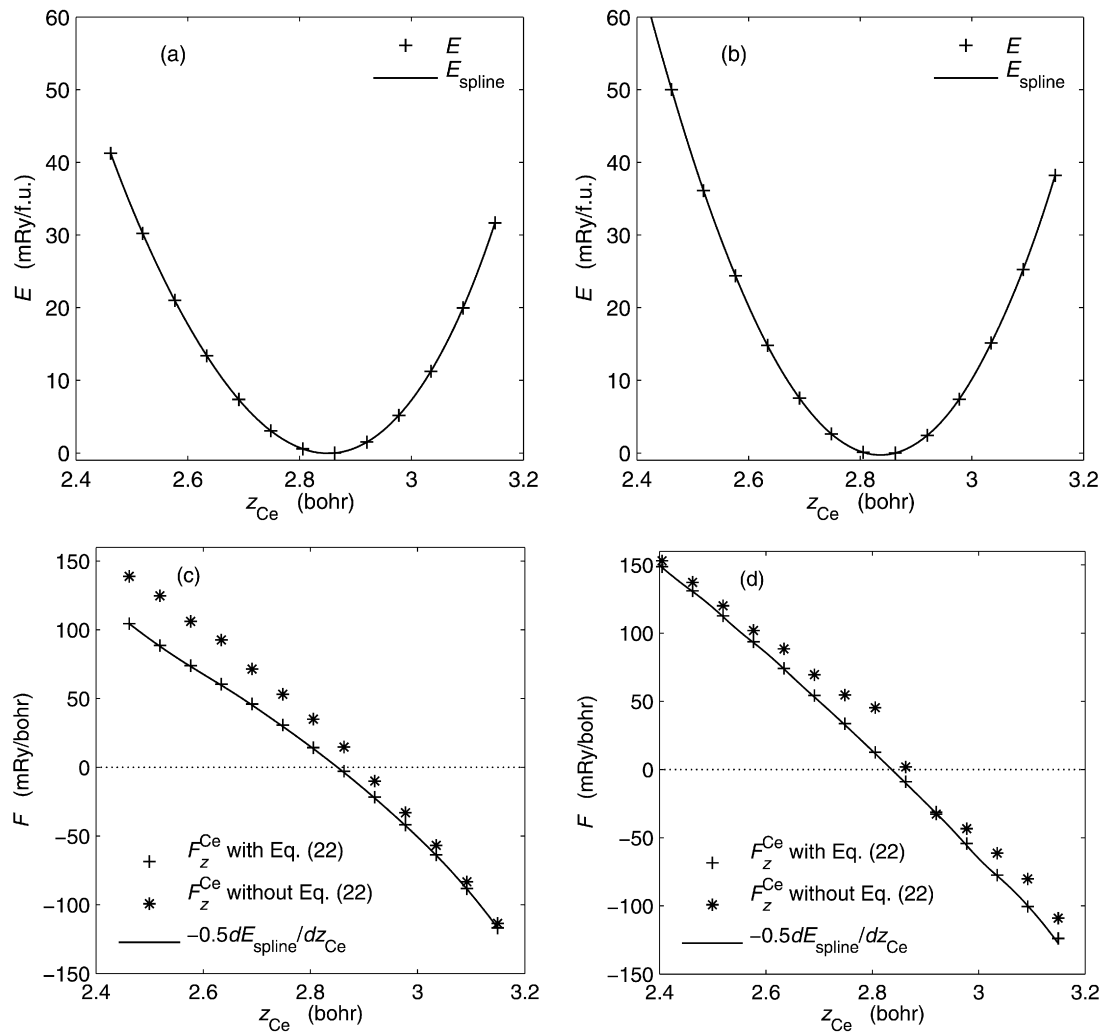 60
50
40
30
20
10
0
E (mRy/f.u.)
(a)
E
E_spline
2.4 2.6 2.8 3 3.2
z_Ce (bohr)
60
50
40
30
20
10
0
E (mRy/f.u.)
(b)
E
E_spline
2.4 2.6 2.8 3 3.2
z_Ce (bohr)
150
100
50
0
−50
−100
−150
F (mRy/bohr)
(c)
F_z^Ce with Eq. (22)
F_z^Ce without Eq. (22)
−0.5dE_spline/dz_Ce
2.4 2.6 2.8 3 3.2
z_Ce (bohr)
150
100
50
0
−50
−100
−150
F (mRy/bohr)
(d)
F_z^Ce with Eq. (22)
F_z^Ce without Eq. (22)
−0.5dE_spline/dz_Ce
2.4 2.6 2.8 3 3.2
z_Ce (bohr)